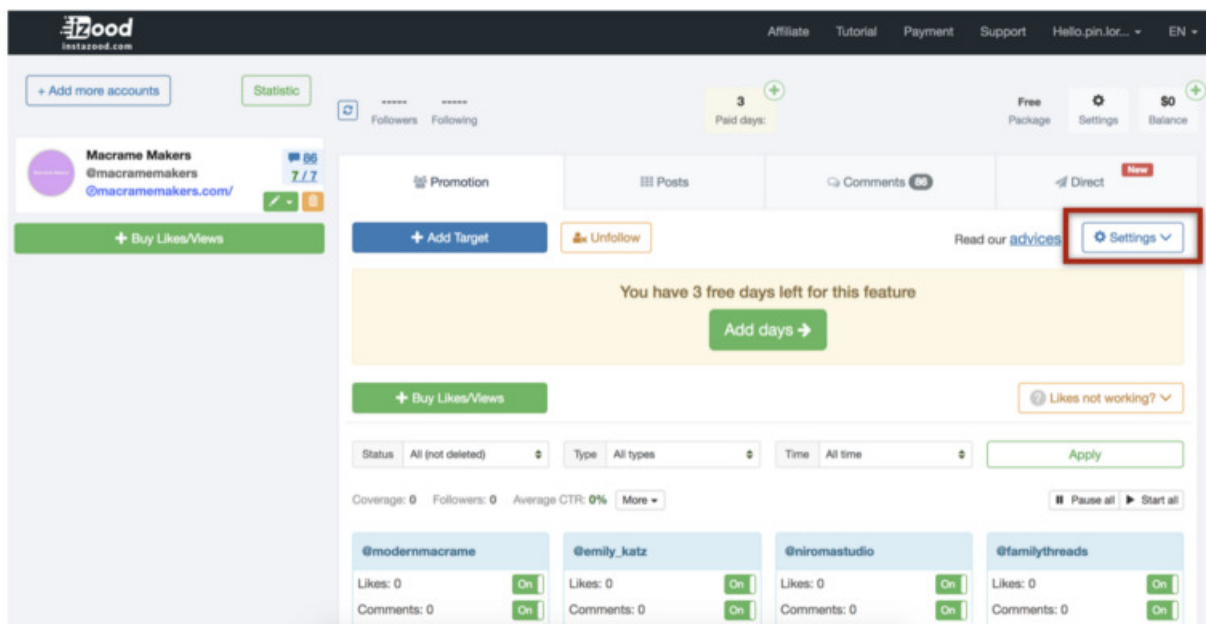 izood
instazood.com
Affiliate Tutorial Payment Support Hello.pin.lor... EN
+ Add more accounts Statistic
----- -----
Followers Following
3
Paid days:
Free
Package
Settings
$0
Balance
Macrame Makers
@macramemakers
macramemakers.com/
86
7 / 7
+ Buy Likes/Views
Promotion Posts Comments 86 Direct New
+ Add Target Unfollow Read our advices Settings
You have 3 free days left for this feature
Add days →
+ Buy Likes/Views ? Likes not working?
Status All (not deleted) Type All types Time All time Apply
Coverage: 0 Followers: 0 Average CTR: 0% More Pause all Start all
@modernmacrame @emily_katz @niromastudio @familythreads
Likes: 0 On Likes: 0 On Likes: 0 On Likes: 0 On
Comments: 0 On Comments: 0 On Comments: 0 On Comments: 0 On